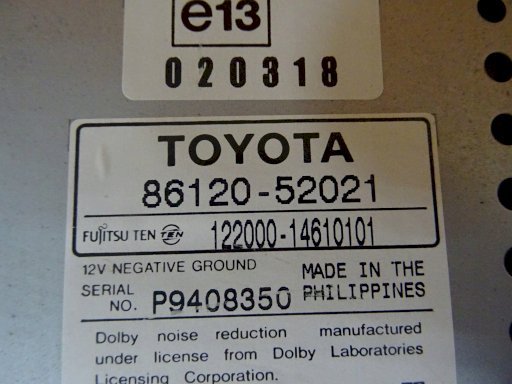 e13
020318
TOYOTA
86120-52021
FUJITSU TEN TEN 122000-14610101
12V NEGATIVE GROUND
MADE IN THE PHILIPPINES
SERIAL NO. P9408350
Dolby noise reduction manufactured
under license from Dolby Laboratories
Licensing Corporation.